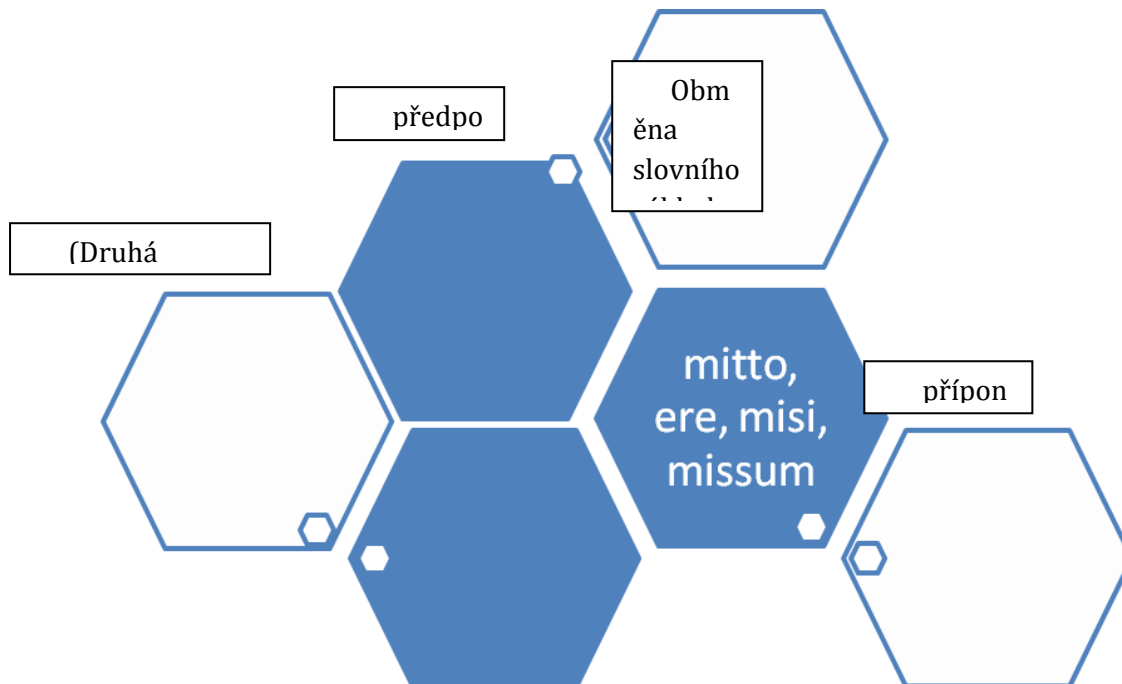 Obm
ěna
slovního
předpo
(Druhá
mitto,
ere, misi,
missum
přípon